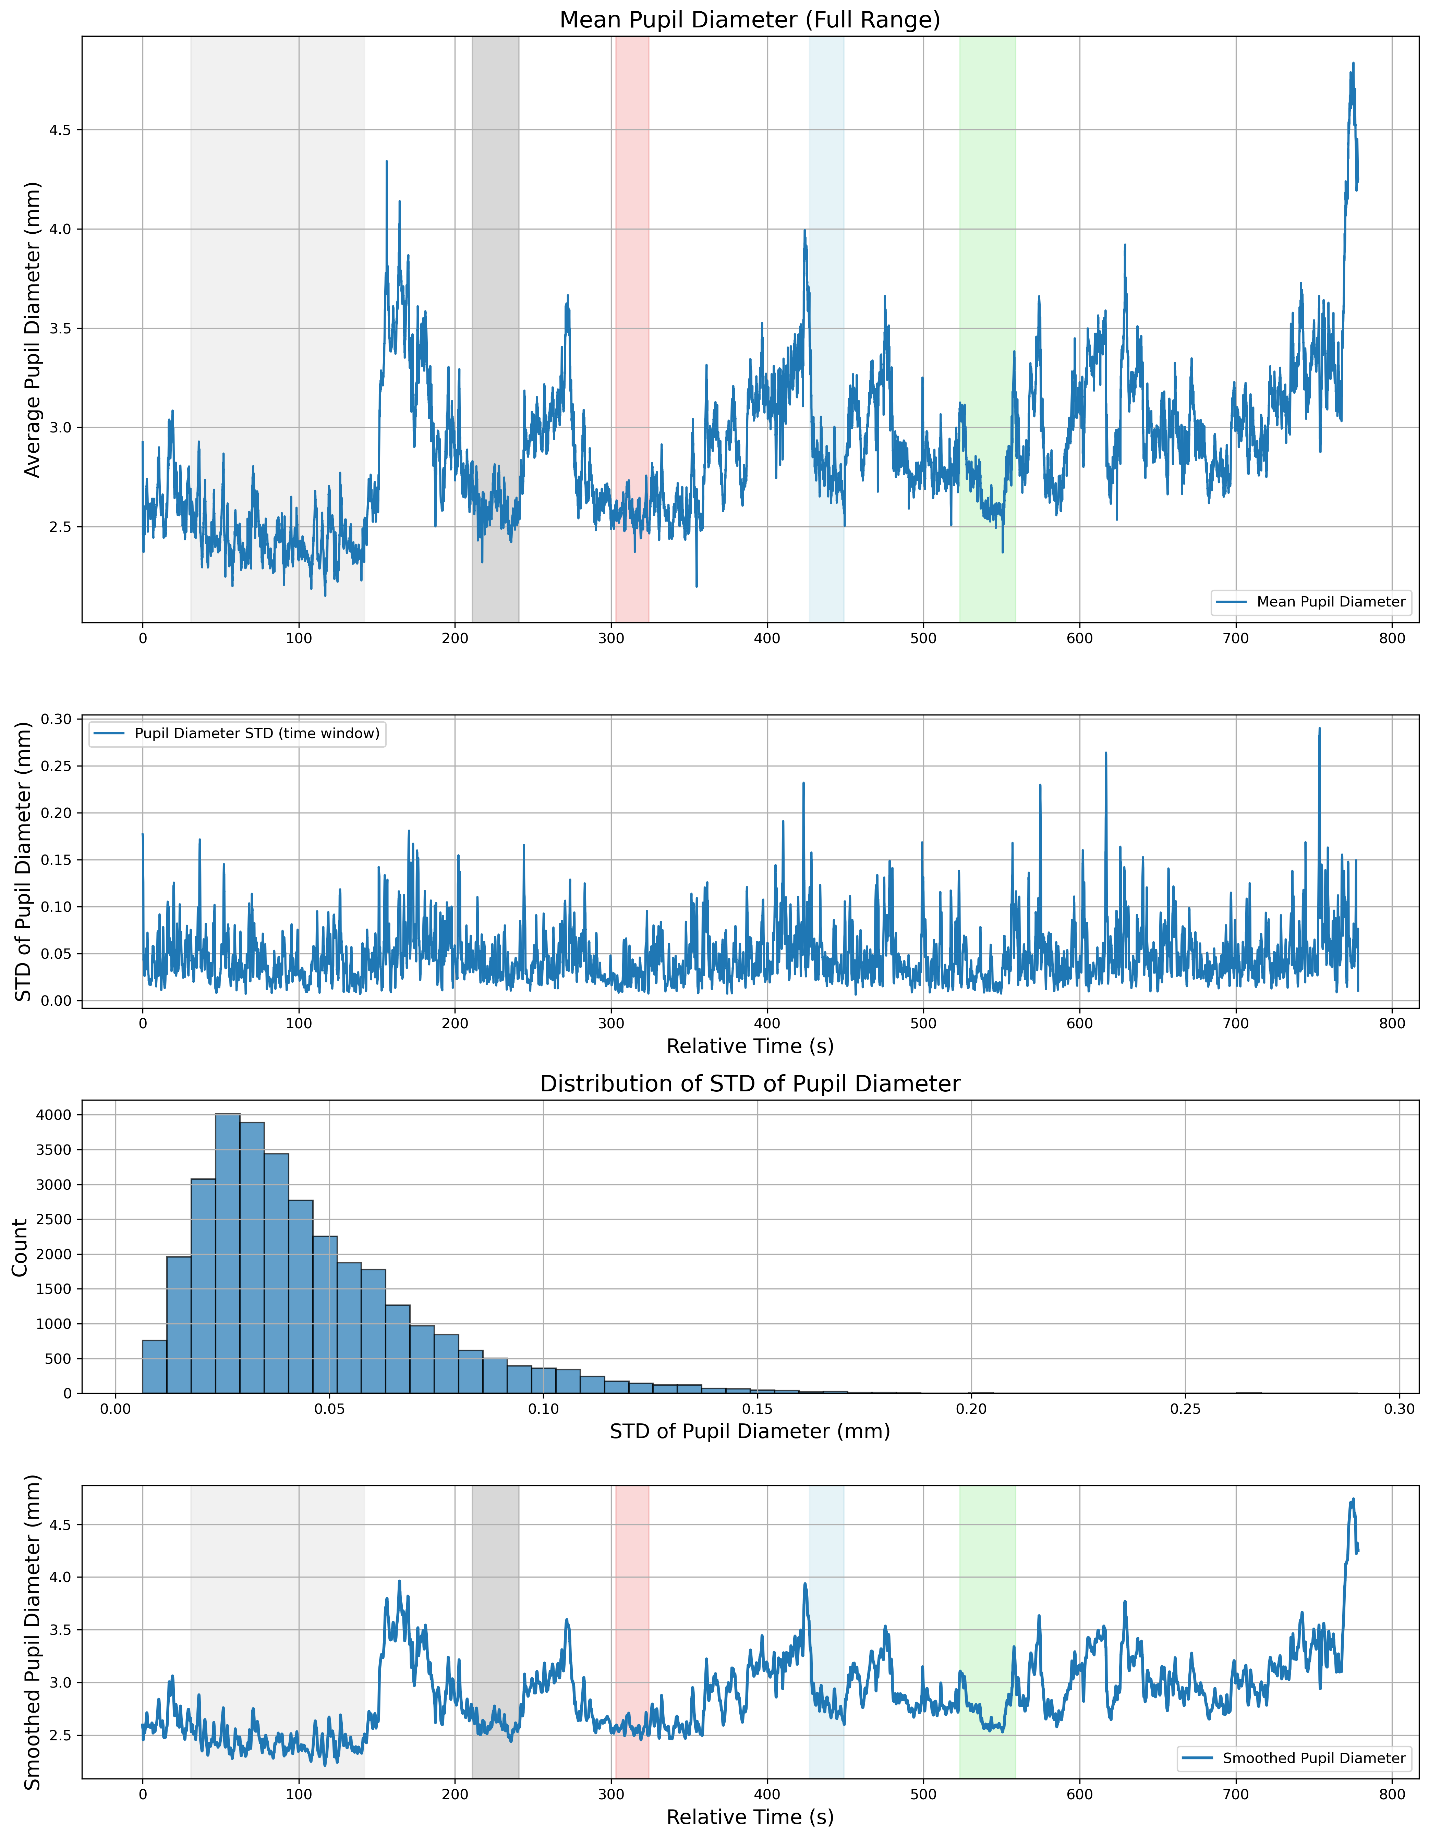 Mean Pupil Diameter (Full Range)
Average Pupil Diameter (mm)
4.5
4.0
3.5
3.0
2.5
Mean Pupil Diameter
0 100 200 300 400 500 600 700 800
STD of Pupil Diameter (mm)
0.30
0.25
0.20
0.15
0.10
0.05
0.00
Pupil Diameter STD (time window)
0 100 200 300 400 500 600 700 800
Relative Time (s)
Distribution of STD of Pupil Diameter
Count
4000
3500
3000
2500
2000
1500
1000
500
0
0.00 0.05 0.10 0.15 0.20 0.25 0.30
STD of Pupil Diameter (mm)
Smoothed Pupil Diameter (mm)
4.5
4.0
3.5
3.0
2.5
Smoothed Pupil Diameter
0 100 200 300 400 500 600 700 800
Relative Time (s)